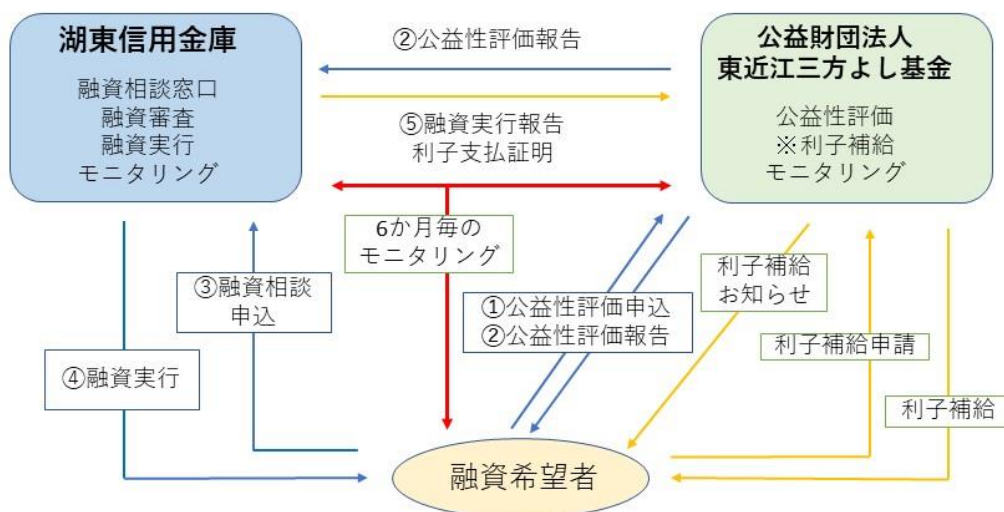 湖東信用金庫
融資相談窓口
融資審査
融資実行
モニタリング
②公益性評価報告
⑤融資実行報告
利子支払証明
公益財団法人
東近江三方よし基金
公益性評価
※利子補給
モニタリング
6か月毎の
モニタリング
③融資相談
申込
④融資実行
①公益性評価申込
②公益性評価報告
利子補給
お知らせ
利子補給申請
利子補給
融資希望者